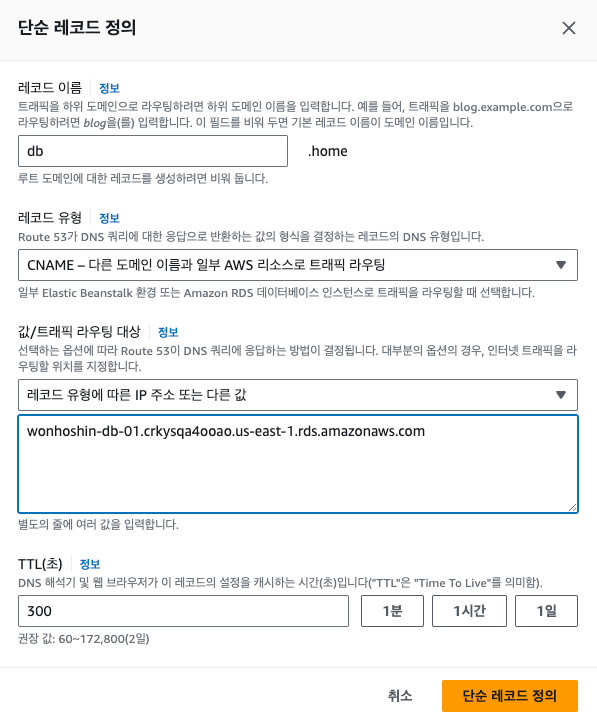 단순 레코드 정의
레코드 이름 정보
트래픽을 하위 도메인으로 라우팅하려면 하위 도메인 이름을 입력합니다. 예를 들어, 트래픽을 blog.example.com으로
라우팅하려면 blog을(를) 입력합니다. 이 필드를 비워 두면 기본 레코드 이름이 도메인 이름입니다.
db .home
루트 도메인에 대한 레코드를 생성하려면 비워 둡니다.
레코드 유형 정보
Route 53가 DNS 쿼리에 대한 응답으로 반환하는 값의 형식을 결정하는 레코드의 DNS 유형입니다.
CNAME – 다른 도메인 이름과 일부 AWS 리소스로 트래픽 라우팅
일부 Elastic Beanstalk 환경 또는 Amazon RDS 데이터베이스 인스턴스로 트래픽을 라우팅할 때 선택합니다.
값/트래픽 라우팅 대상 정보
선택하는 옵션에 따라 Route 53이 DNS 쿼리에 응답하는 방법이 결정됩니다. 대부분의 옵션의 경우, 인터넷 트래픽을 라
우팅할 위치를 지정합니다.
레코드 유형에 따른 IP 주소 또는 다른 값
wonhoshin-db-01.crkysqa4ooao.us-east-1.rds.amazonaws.com
별도의 줄에 여러 값을 입력합니다.
TTL(초) 정보
DNS 해석기 및 웹 브라우저가 이 레코드의 설정을 캐시하는 시간(초)입니다("TTL"은 "Time To Live"를 의미함).
300 1분 1시간 1일
권장 값: 60~172,800(2일)
취소 단순 레코드 정의